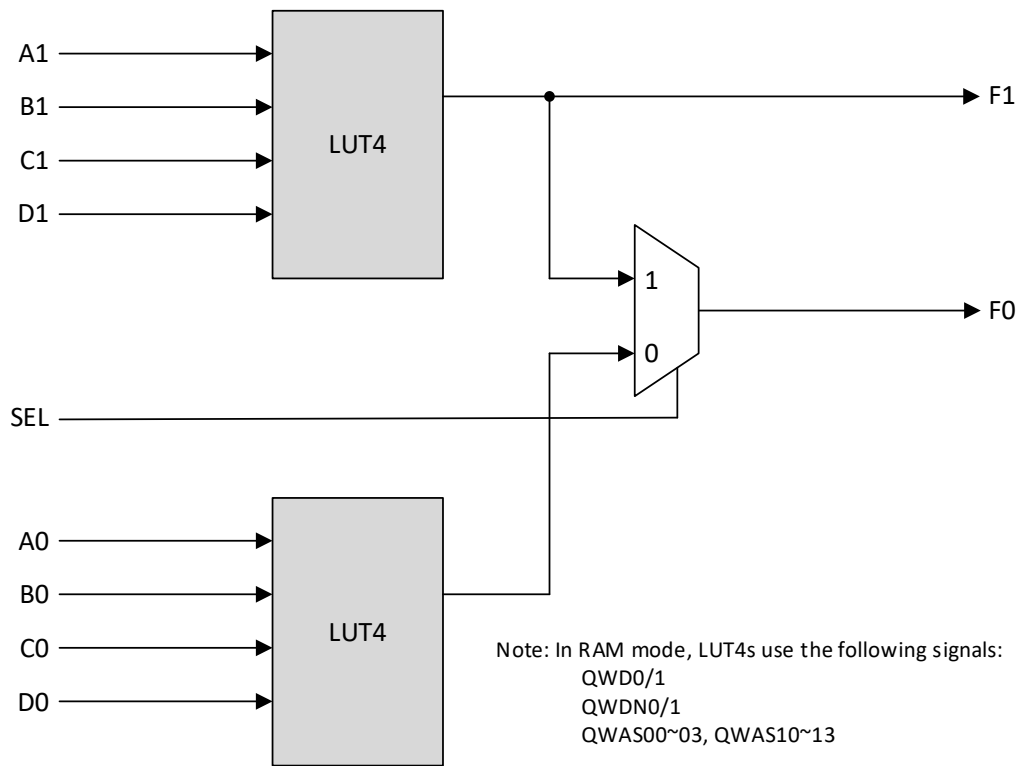 A1
B1
C1
D1
LUT4
F1
1
0
F0
SEL
A0
B0
C0
D0
LUT4
Note: In RAM mode, LUT4s use the following signals:
QWD0/1
QWDN0/1
QWAS00~03, QWAS10~13